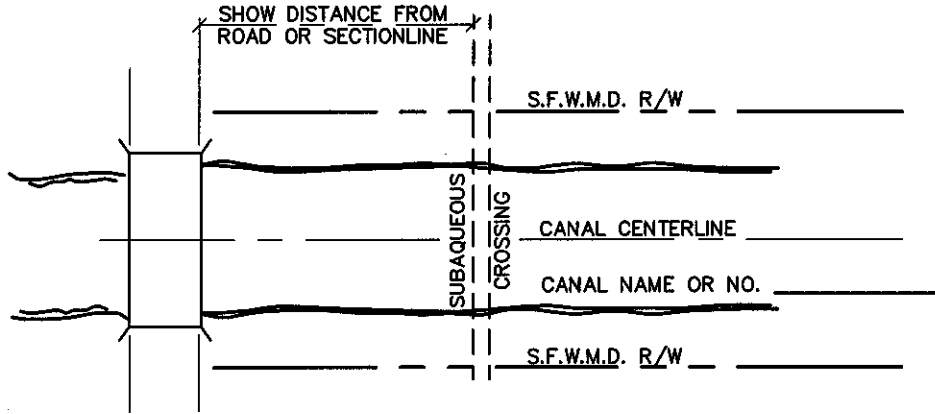 SHOW DISTANCE FROM
ROAD OR SECTIONLINE
S.F.W.M.D. R/W
SUBAQUEOUS
CROSSING
CANAL CENTERLINE
CANAL NAME OR NO.
S.F.W.M.D. R/W